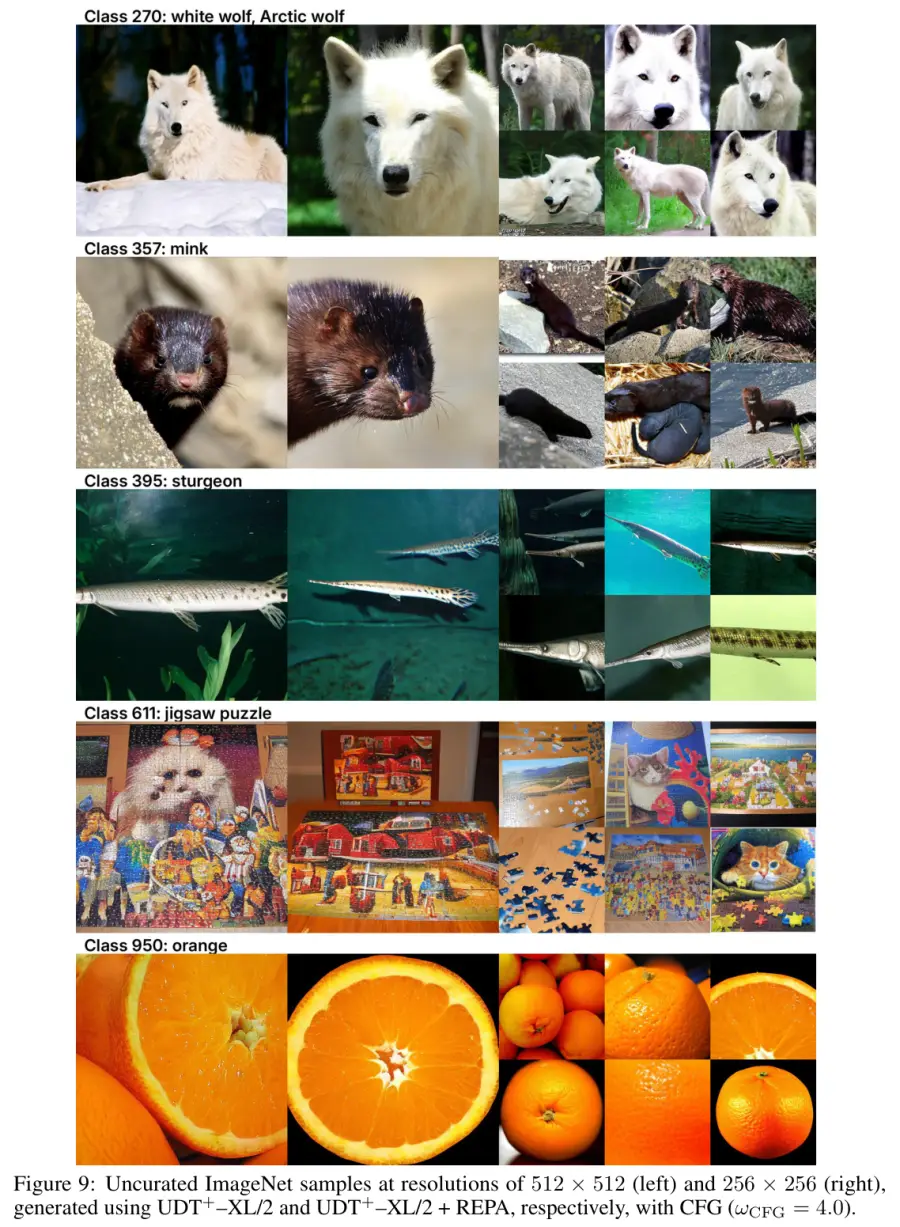 Class 270: white wolf, Arctic wolf
Class 357: mink
Class 395: sturgeon
Class 611: jigsaw puzzle
Class 950: orange
Figure 9: Uncurated ImageNet samples at resolutions of 512 × 512 (left) and 256 × 256 (right),
generated using UDT⁺–XL/2 and UDT⁺–XL/2 + REPA, respectively, with CFG (ω_CFG = 4.0).